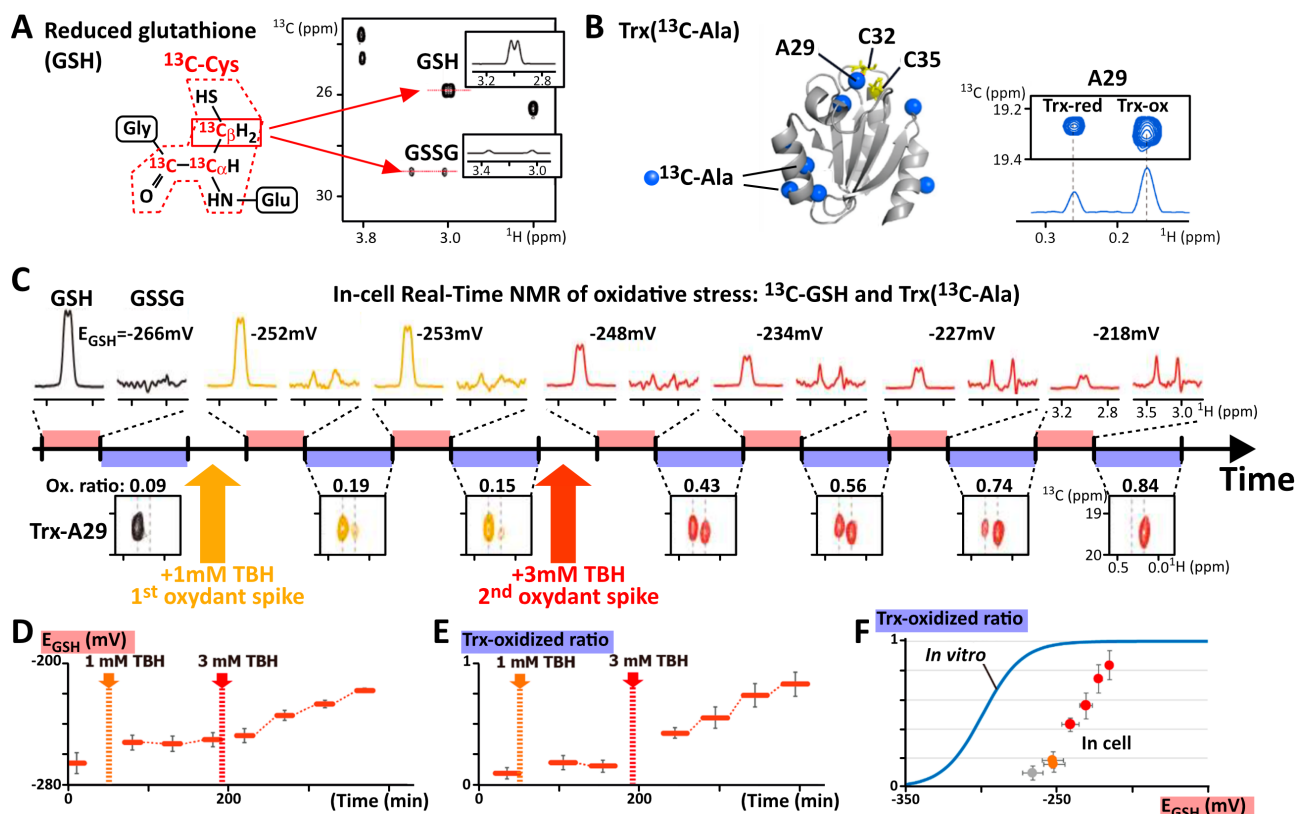 A Reduced glutathione
(GSH)
¹³C-Cys
HS
Gly
¹³CβH₂
¹³C
¹³CαH
O
HN
Glu
¹³C (ppm)
26
30
GSH
3.2 2.8
GSSG
3.4 3.0
3.8 3.0 ¹H (ppm)
B Trx(¹³C-Ala)
C32
A29
C35
¹³C-Ala
A29
¹³C (ppm)
19.2
19.4
Trx-red Trx-ox
0.3 0.2 ¹H (ppm)
C
In-cell Real-Time NMR of oxidative stress: ¹³C-GSH and Trx(¹³C-Ala)
GSH GSSG
E_GSH=-266mV -252mV -253mV -248mV -234mV -227mV -218mV
3.2 2.8 3.5 3.0 ¹H (ppm)
Time
Ox. ratio: 0.09 0.19 0.15 0.43 0.56 0.74 0.84
Trx-A29
¹³C (ppm)
19
20
0.5 0.0 ¹H (ppm)
+1mM TBH
1st oxydant spike
+3mM TBH
2nd oxydant spike
D E_GSH (mV)
-200
1 mM TBH 3 mM TBH
-280
0 200 (Time (min)
E Trx-oxidized ratio
1
1 mM TBH 3 mM TBH
0
0 200 (Time (min)
F Trx-oxidized ratio
1
In vitro
In cell
0
-350 -250
E_GSH (mV)